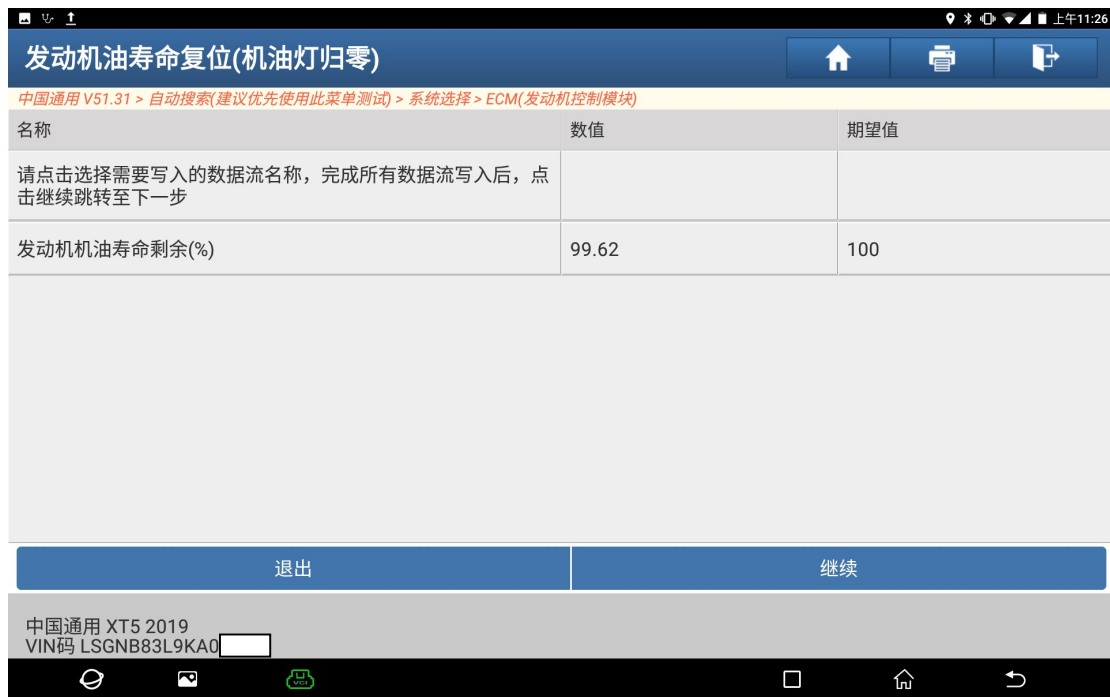 上午11:26
发动机油寿命复位(机油灯归零)
中国通用 V51.31 > 自动搜索(建议优先使用此菜单测试) > 系统选择 > ECM(发动机控制模块)
名称 数值 期望值
请点击选择需要写入的数据流名称，完成所有数据流写入后，点
击继续跳转至下一步
发动机机油寿命剩余(%) 99.62 100
退出 继续
中国通用 XT5 2019
VIN码 LSGNB83L9KA0
VCI